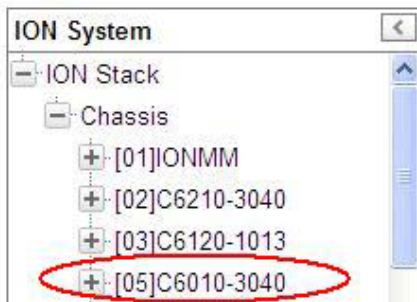 ION System
ION Stack
Chassis
[01]IONMM
[02]C6210-3040
[03]C6120-1013
[05]C6010-3040